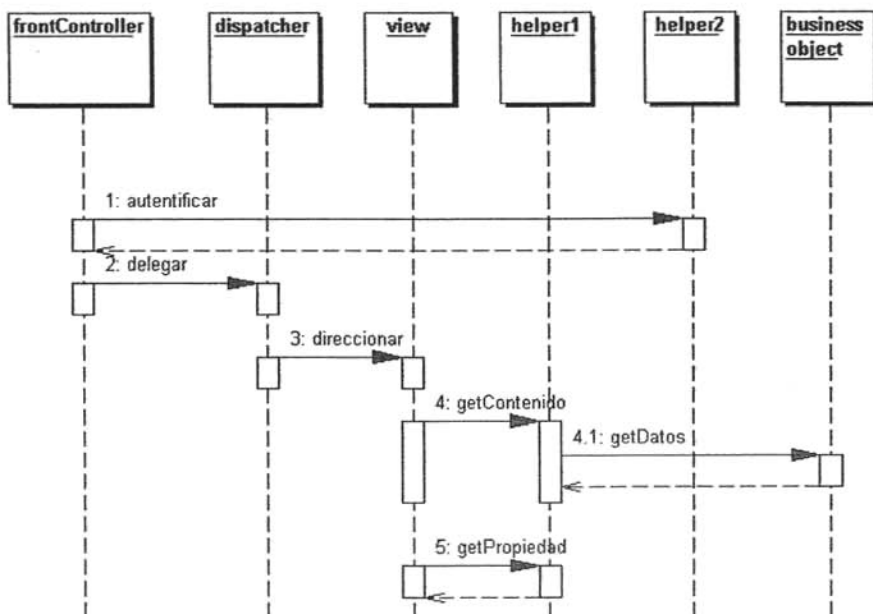 frontController
dispatcher
view
helper1
helper2
business
object
1: autentificar
2: delegar
3: direccionar
4: getContenido
4.1: getDatos
5: getPropiedad